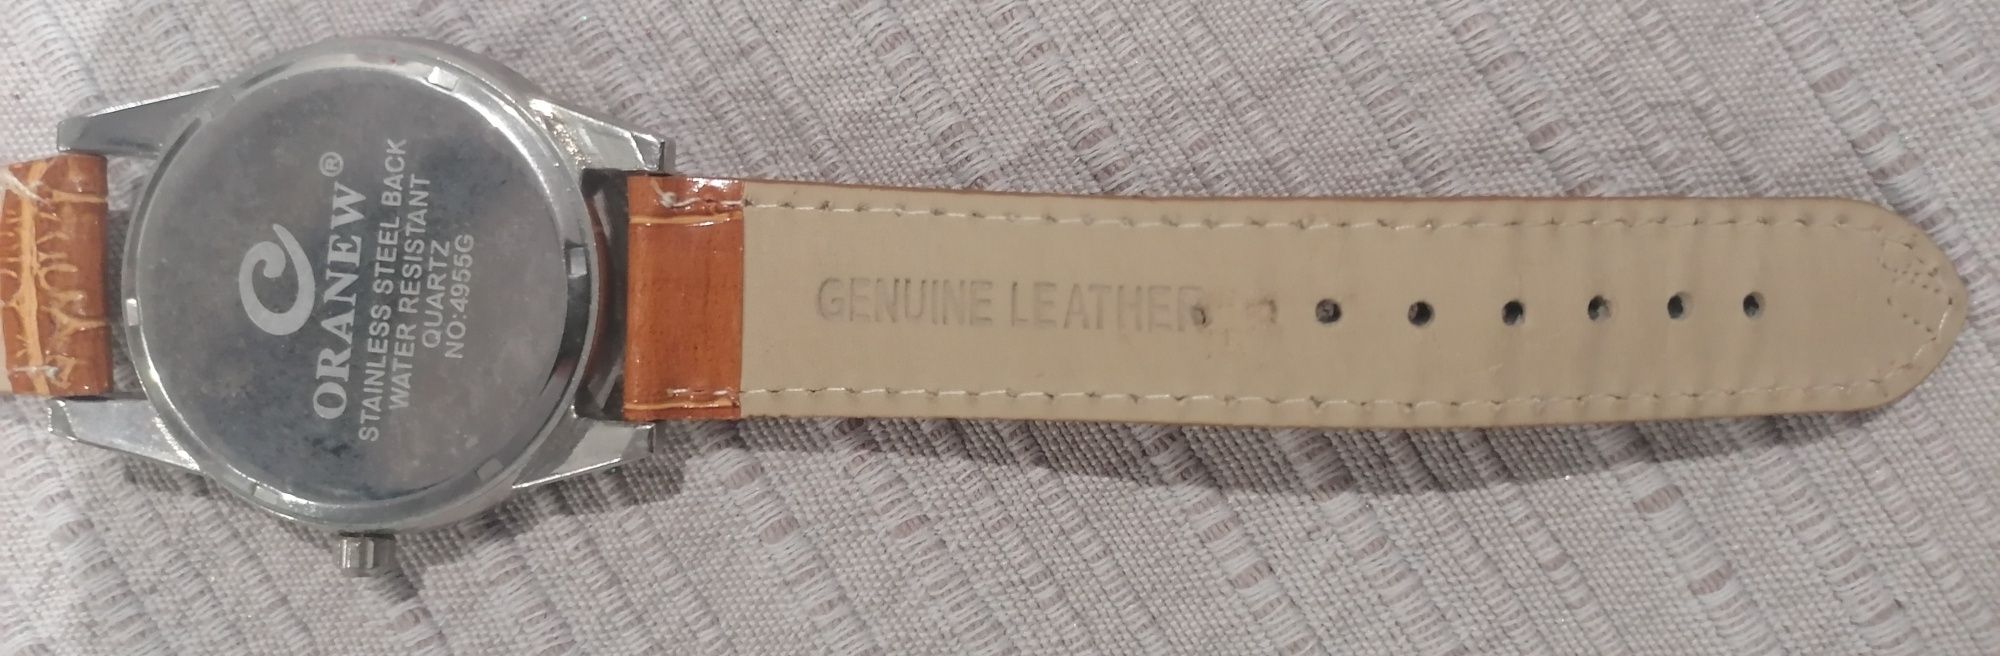 ORANEW®
STAINLESS STEEL BACK
WATER RESISTANT
QUARTZ
NO:4955G
GENUINE LEATHER